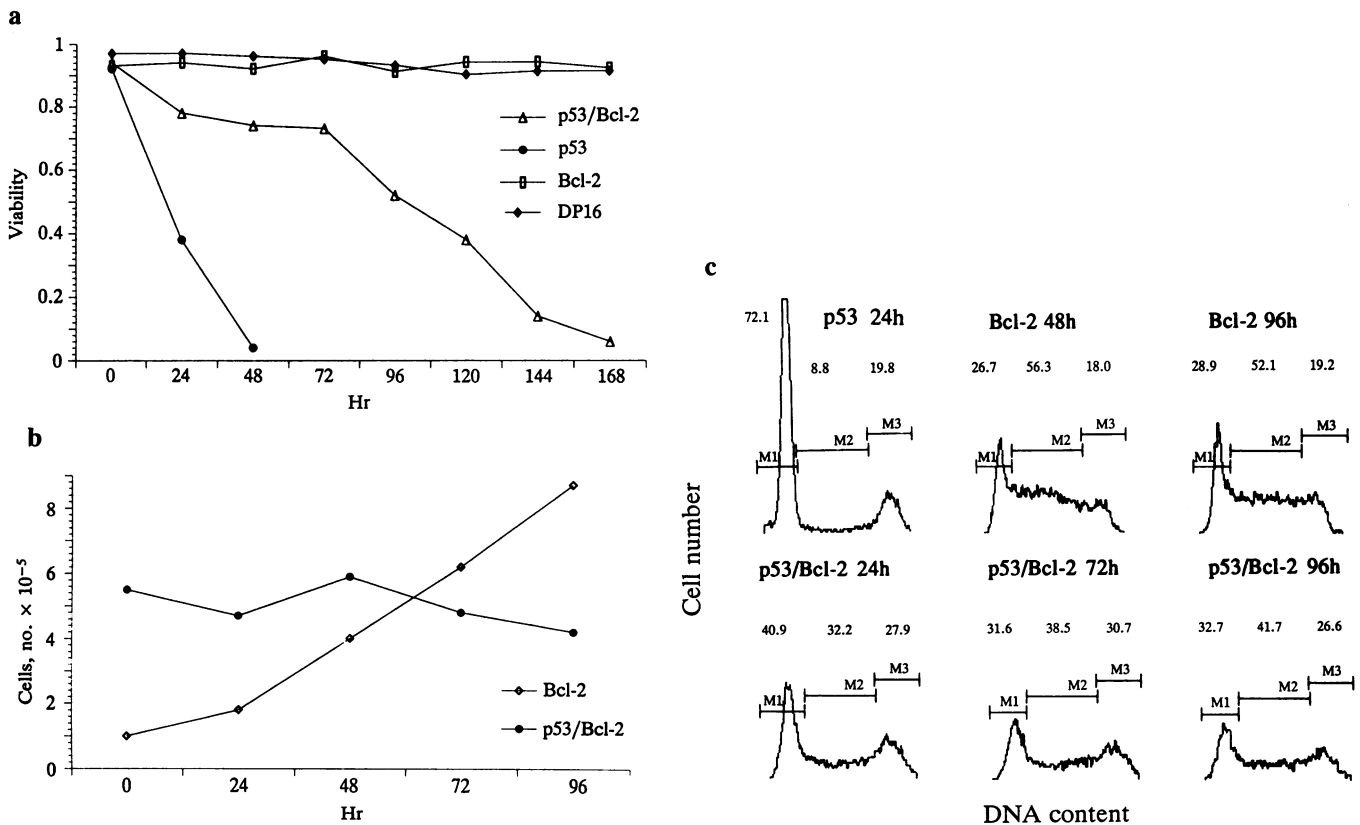 a
1
0.8
0.6
0.4
0.2
0
Viability
p53/Bcl-2
p53
Bcl-2
DP16
0 24 48 72 96 120 144 168
Hr
b
8
6
4
2
0
Cells, no. × 10⁻⁵
Bcl-2
p53/Bcl-2
0 24 48 72 96
Hr
c
Cell number
p53 24h
72.1 8.8 19.8
M1 M2 M3
Bcl-2 48h
26.7 56.3 18.0
M1 M2 M3
Bcl-2 96h
28.9 52.1 19.2
M1 M2 M3
p53/Bcl-2 24h
40.9 32.2 27.9
M1 M2 M3
p53/Bcl-2 72h
31.6 38.5 30.7
M1 M2 M3
p53/Bcl-2 96h
32.7 41.7 26.6
M1 M2 M3
DNA content